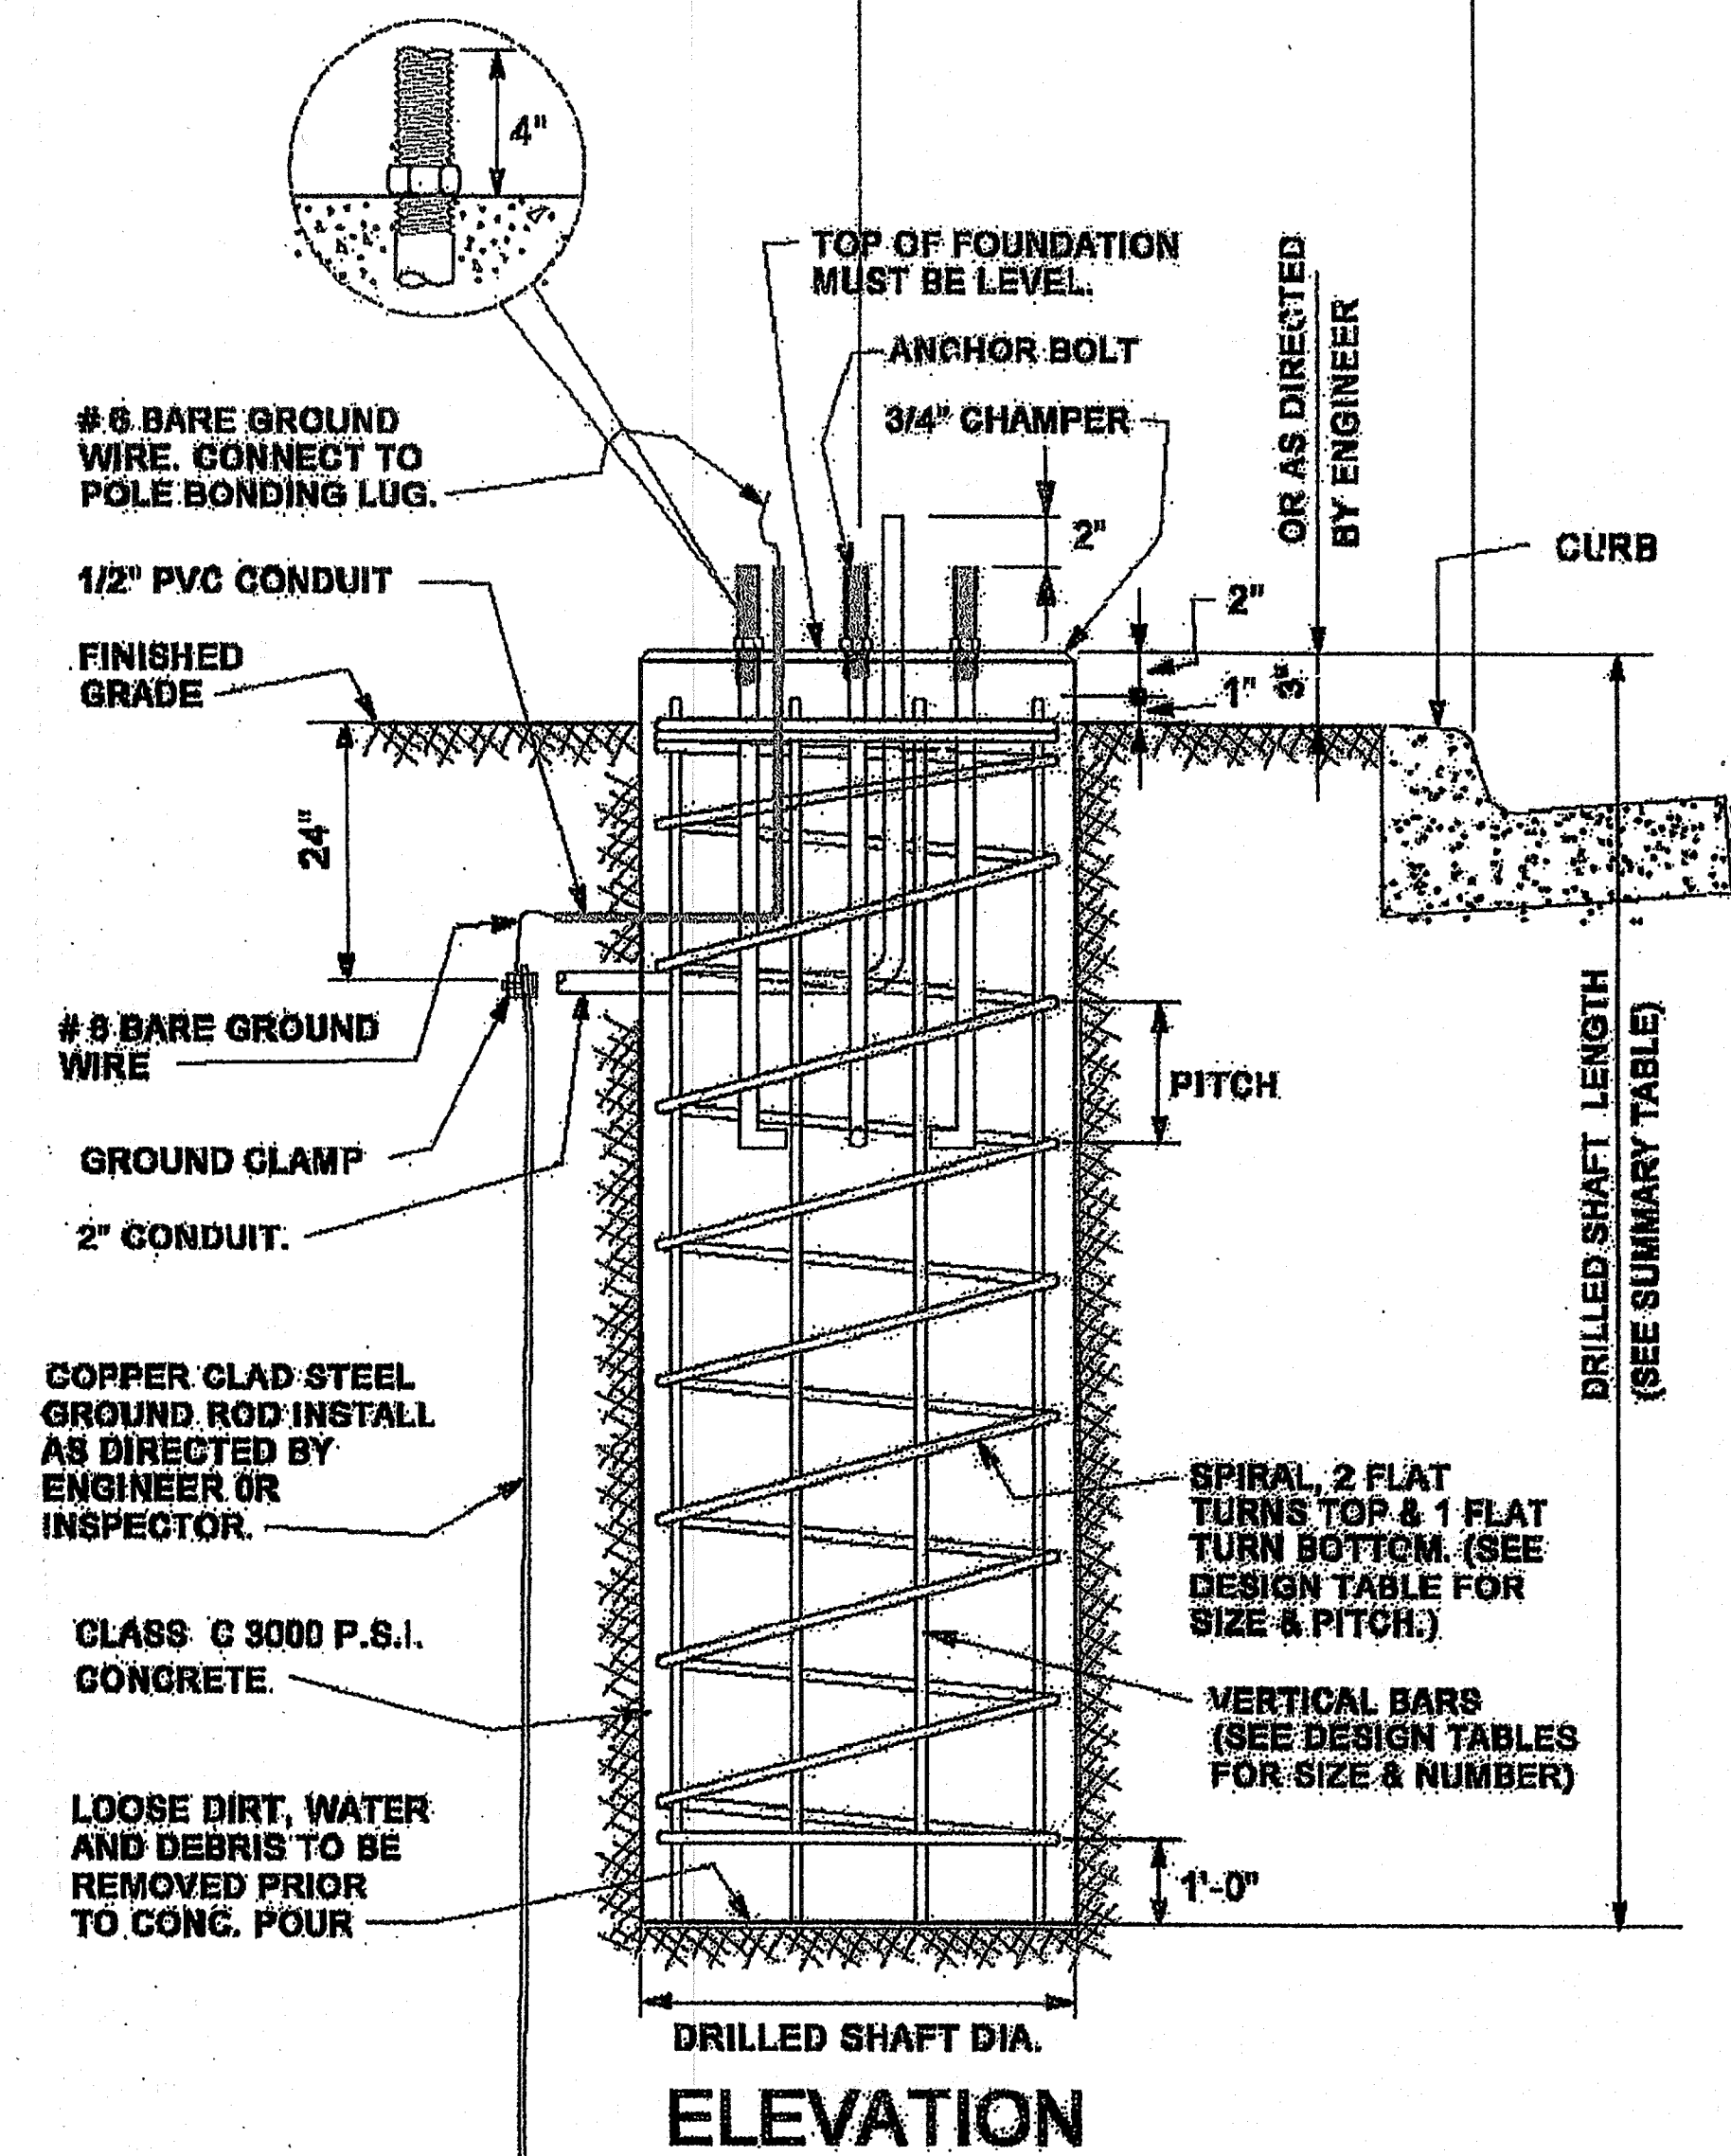 4"
TOP OF FOUNDATION
MUST BE LEVEL.
ANCHOR BOLT
3/4" CHAMPER
OR AS DIRECTED
BY ENGINEER
# 6 BARE GROUND
WIRE. CONNECT TO
POLE BONDING LUG.
2"
CURB
1/2" PVC CONDUIT
2"
FINISHED
GRADE
1"
3"
24"
# 6 BARE GROUND
WIRE
PITCH
GROUND CLAMP
2" CONDUIT.
DRILLED SHAFT LENGTH
(SEE SUMMARY TABLE)
COPPER CLAD STEEL
GROUND ROD INSTALL
AS DIRECTED BY
ENGINEER OR
INSPECTOR.
SPIRAL, 2 FLAT
TURNS TOP & 1 FLAT
TURN BOTTOM. (SEE
DESIGN TABLE FOR
SIZE & PITCH.)
CLASS C 3000 P.S.I.
CONCRETE.
VERTICAL BARS
(SEE DESIGN TABLES
FOR SIZE & NUMBER)
LOOSE DIRT, WATER
AND DEBRIS TO BE
REMOVED PRIOR
TO CONC. POUR
1'-0"
DRILLED SHAFT DIA.
ELEVATION